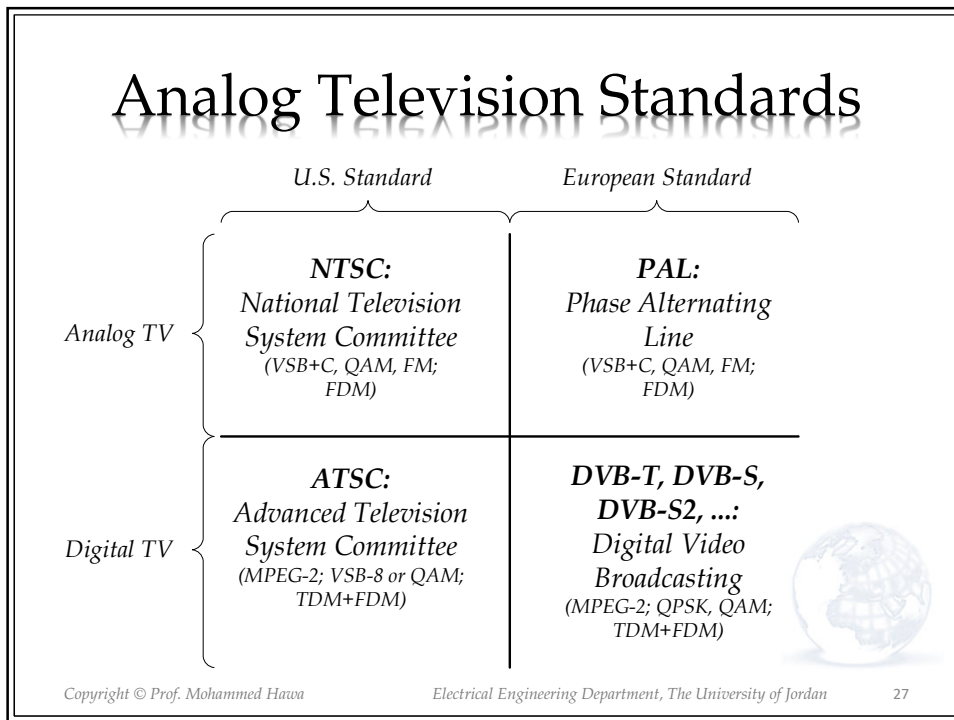 Analog Television Standards
U.S. Standard
European Standard
Analog TV
NTSC:
National Television
System Committee
(VSB+C, QAM, FM;
FDM)
PAL:
Phase Alternating
Line
(VSB+C, QAM, FM;
FDM)
Digital TV
ATSC:
Advanced Television
System Committee
(MPEG-2; VSB-8 or QAM;
TDM+FDM)
DVB-T, DVB-S,
DVB-S2, ...:
Digital Video
Broadcasting
(MPEG-2; QPSK, QAM;
TDM+FDM)
Copyright © Prof. Mohammed Hawa
Electrical Engineering Department, The University of Jordan
27